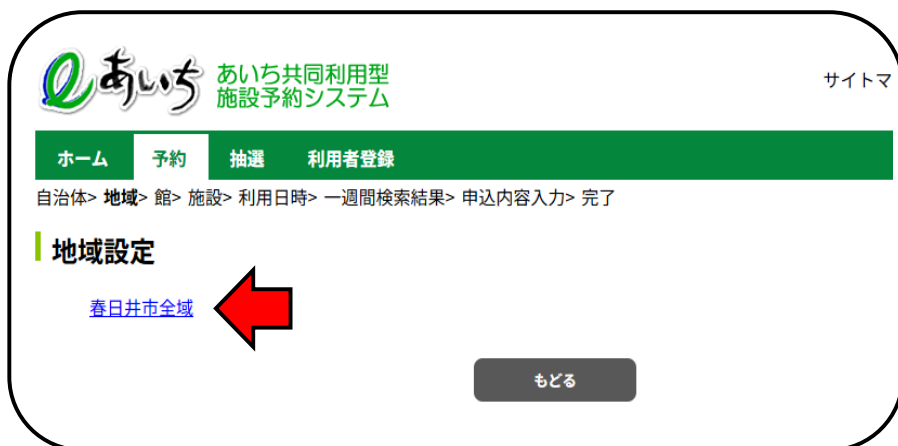 あいち あいち共同利用型
施設予約システム
サイトマ
ホーム 予約 抽選 利用者登録
自治体> 地域> 館> 施設> 利用日時> 一週間検索結果> 申込内容入力> 完了
地域設定
春日井市全域
もどる